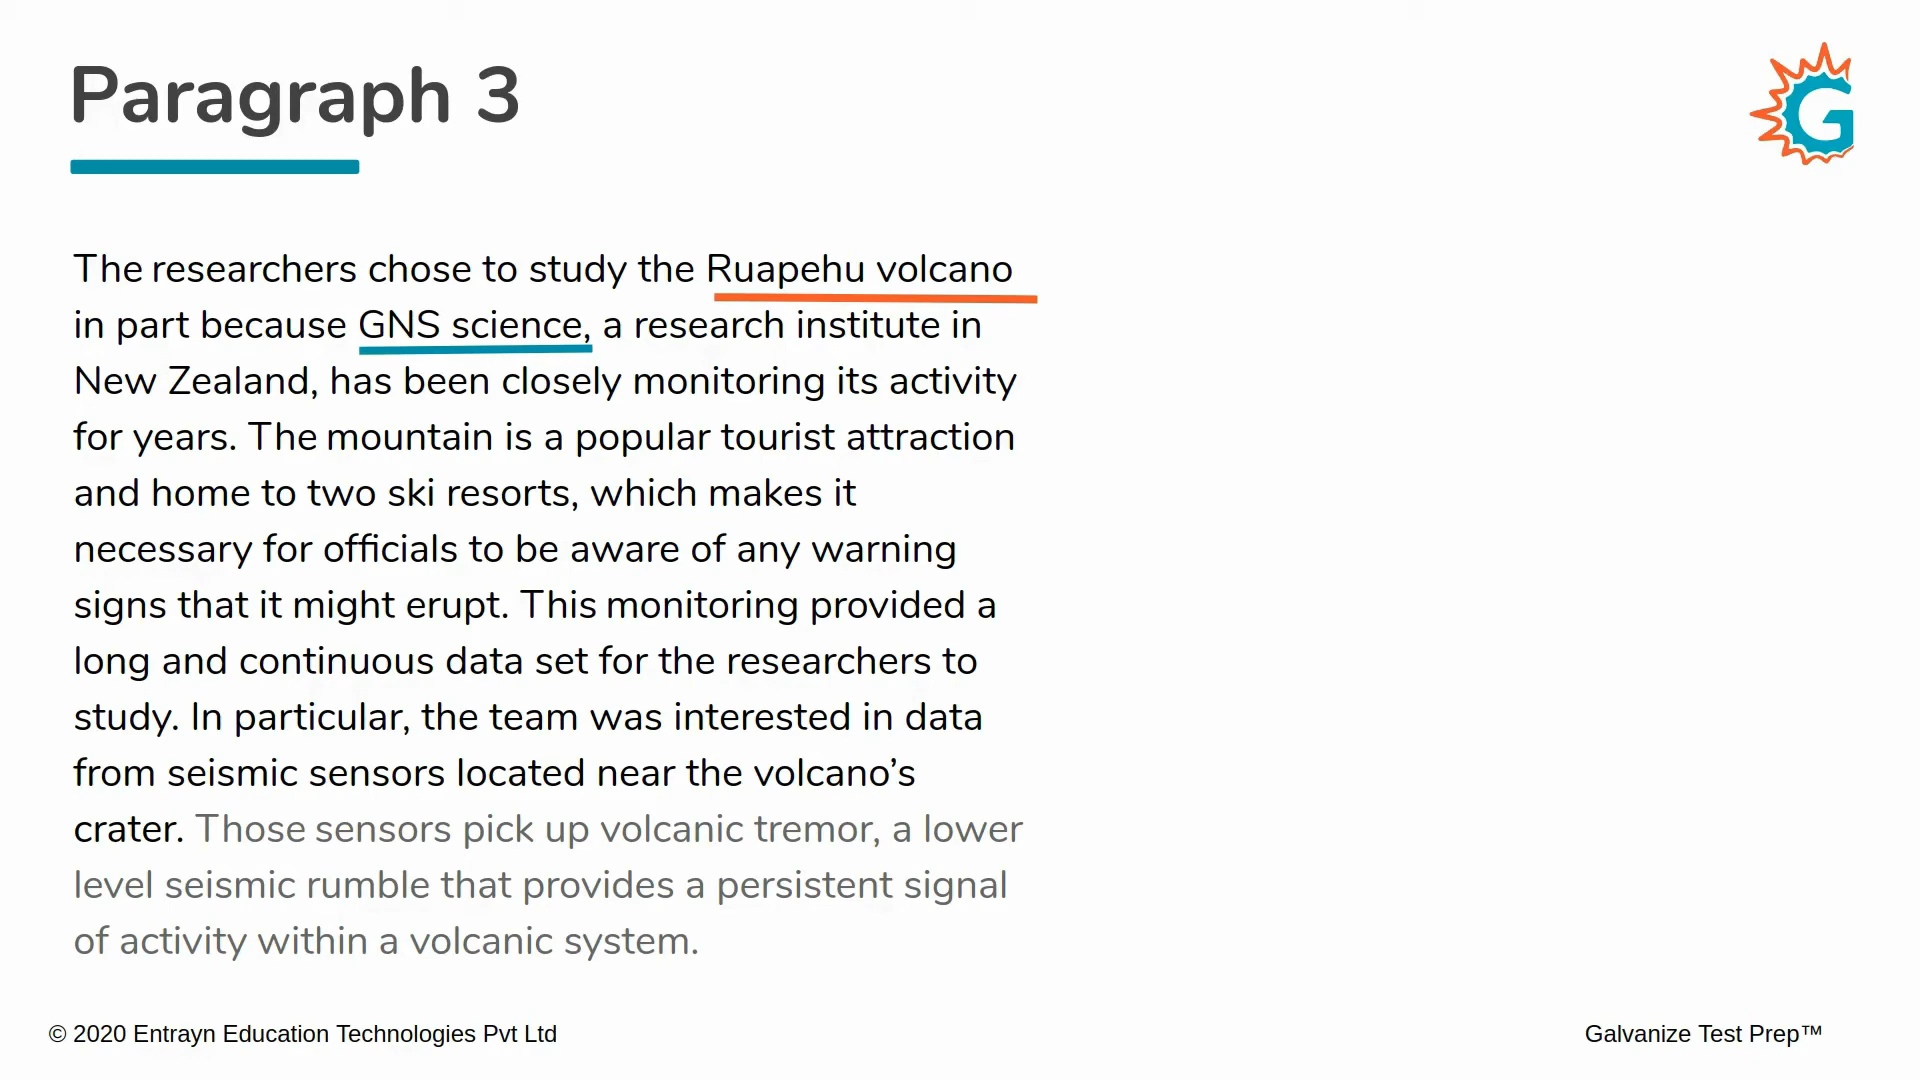 Paragraph 3
G
The researchers chose to study the Ruapehu volcano
in part because GNS science, a research institute in
New Zealand, has been closely monitoring its activity
for years. The mountain is a popular tourist attraction
and home to two ski resorts, which makes it
necessary for officials to be aware of any warning
signs that it might erupt. This monitoring provided a
long and continuous data set for the researchers to
study. In particular, the team was interested in data
from seismic sensors located near the volcano’s
crater. Those sensors pick up volcanic tremor, a lower
level seismic rumble that provides a persistent signal
of activity within a volcanic system.
© 2020 Entrayn Education Technologies Pvt Ltd
Galvanize Test Prep™